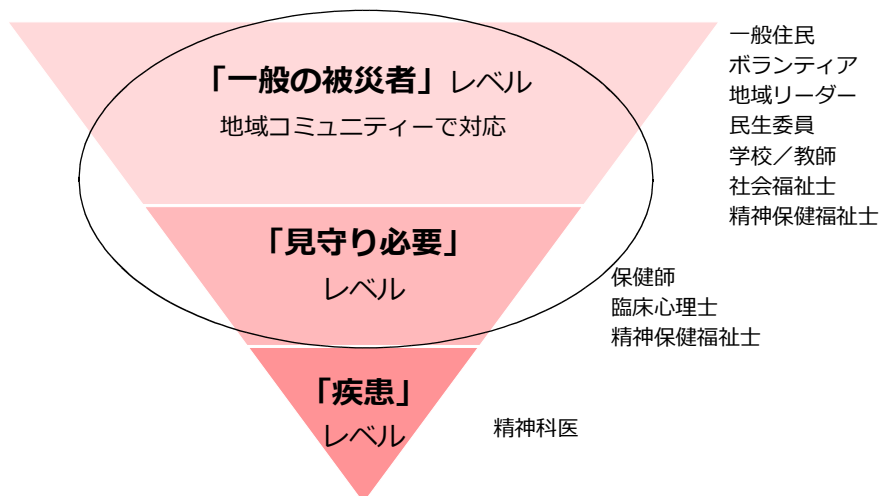 「一般の被災者」レベル
地域コミュニティーで対応
一般住民
ボランティア
地域リーダー
民生委員
学校／教師
社会福祉士
精神保健福祉士
「見守り必要」
レベル
保健師
臨床心理士
精神保健福祉士
「疾患」
レベル
精神科医